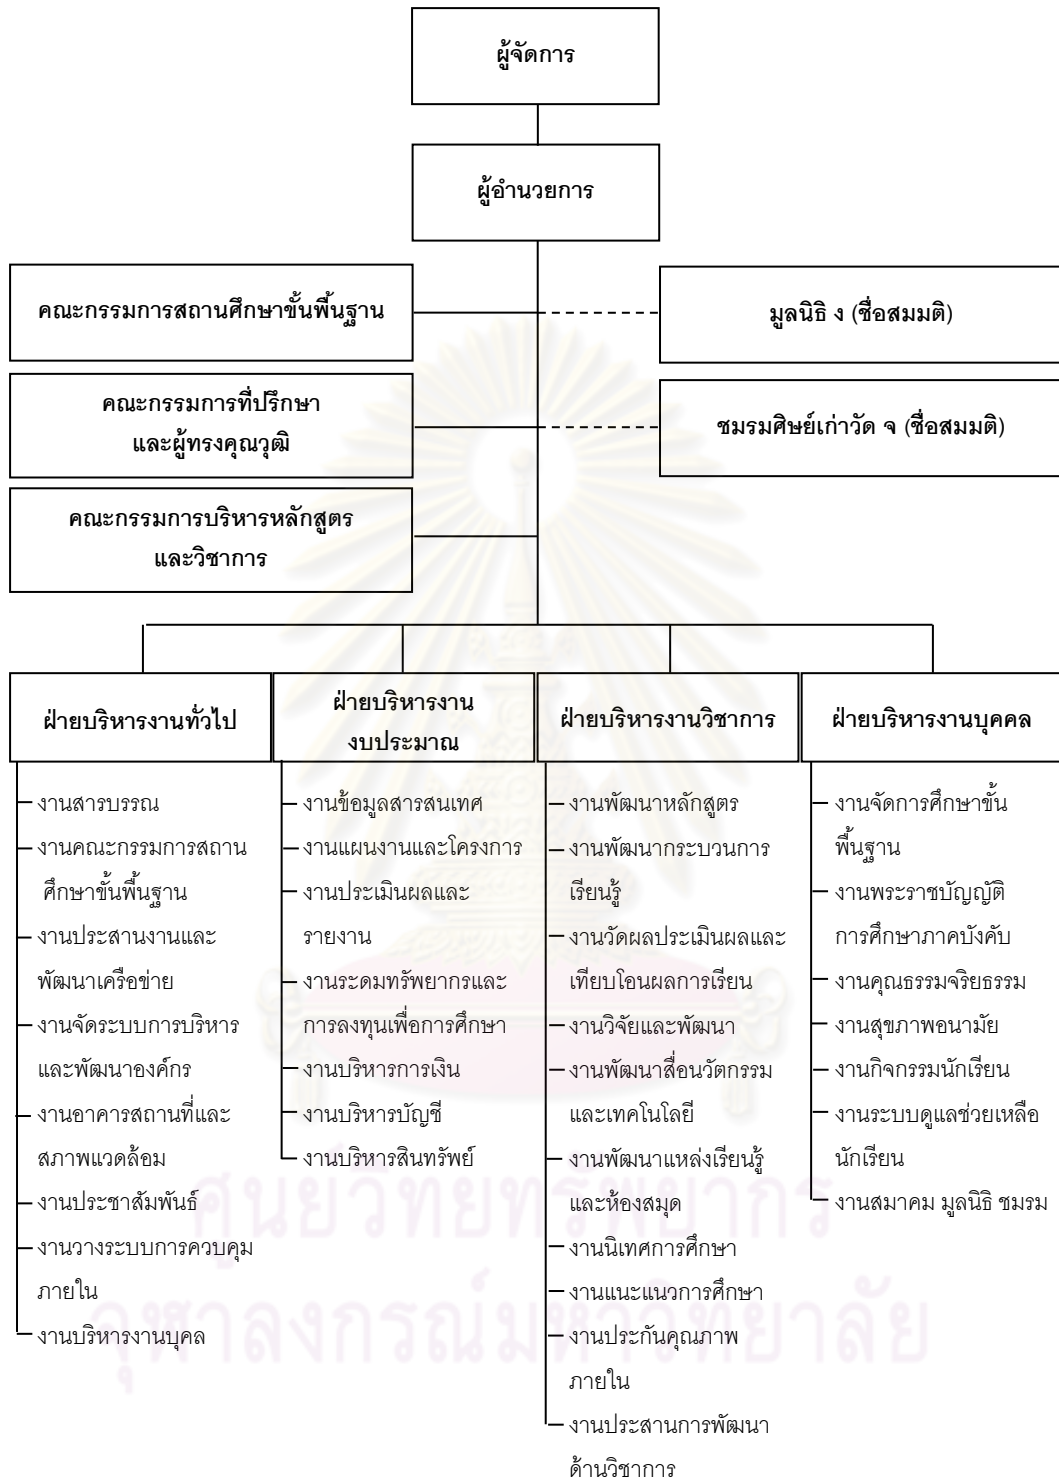 ผู้จัดการ
ผู้อำนวยการ
คณะกรรมการสถานศึกษาขั้นพื้นฐาน
มูลนิธิ ง (ชื่อสมมติ)
คณะกรรมการที่ปรึกษา
และผู้ทรงคุณวุฒิ
ชมรมศิษย์เก่าวัด จ (ชื่อสมมติ)
คณะกรรมการบริหารหลักสูตร
และวิชาการ
ฝ่ายบริหารงานทั่วไป
งานสารบรรณ
งานคณะกรรมการสถาน
ศึกษาขั้นพื้นฐาน
งานประสานงานและ
พัฒนาเครือข่าย
งานจัดระบบการบริหาร
และพัฒนาองค์กร
งานอาคารสถานที่และ
สภาพแวดล้อม
งานประชาสัมพันธ์
งานวางระบบการควบคุม
ภายใน
งานบริหารงานบุคล
ฝ่ายบริหารงาน
งบประมาณ
งานข้อมูลสารสนเทศ
งานแผนงานและโครงการ
งานประเมินผลและ
รายงาน
งานระดมทรัพยากรและ
การลงทุนเพื่อการศึกษา
งานบริหารการเงิน
งานบริหารบัญชี
งานบริหารสินทรัพย์
ฝ่ายบริหารงานวิชาการ
งานพัฒนาหลักสูตร
งานพัฒนากระบวนการ
เรียนรู้
งานวัดผลประเมินผลและ
เทียบโอนผลการเรียน
งานวิจัยและพัฒนา
งานพัฒนาสื่อนวัตกรรม
และเทคโนโลยี
งานพัฒนาแหล่งเรียนรู้
และห้องสมุด
งานนิเทศการศึกษา
งานแนะแนวการศึกษา
งานประกันคุณภาพ
ภายใน
งานประสานการพัฒนา
ด้านวิชาการ
ฝ่ายบริหารงานบุคคล
งานจัดการศึกษาขั้น
พื้นฐาน
งานพระราชบัญญัติ
การศึกษาภาคบังคับ
งานคุณธรรมจริยธรรม
งานสุขภาพอนามัย
งานกิจกรรมนักเรียน
งานระบบดูแลช่วยเหลือ
นักเรียน
งานสมาคม มูลนิธิ ชมรม
ศูนย์วิทยทรัพยากร
จุฬาลงกรณ์มหาวิทยาลัย